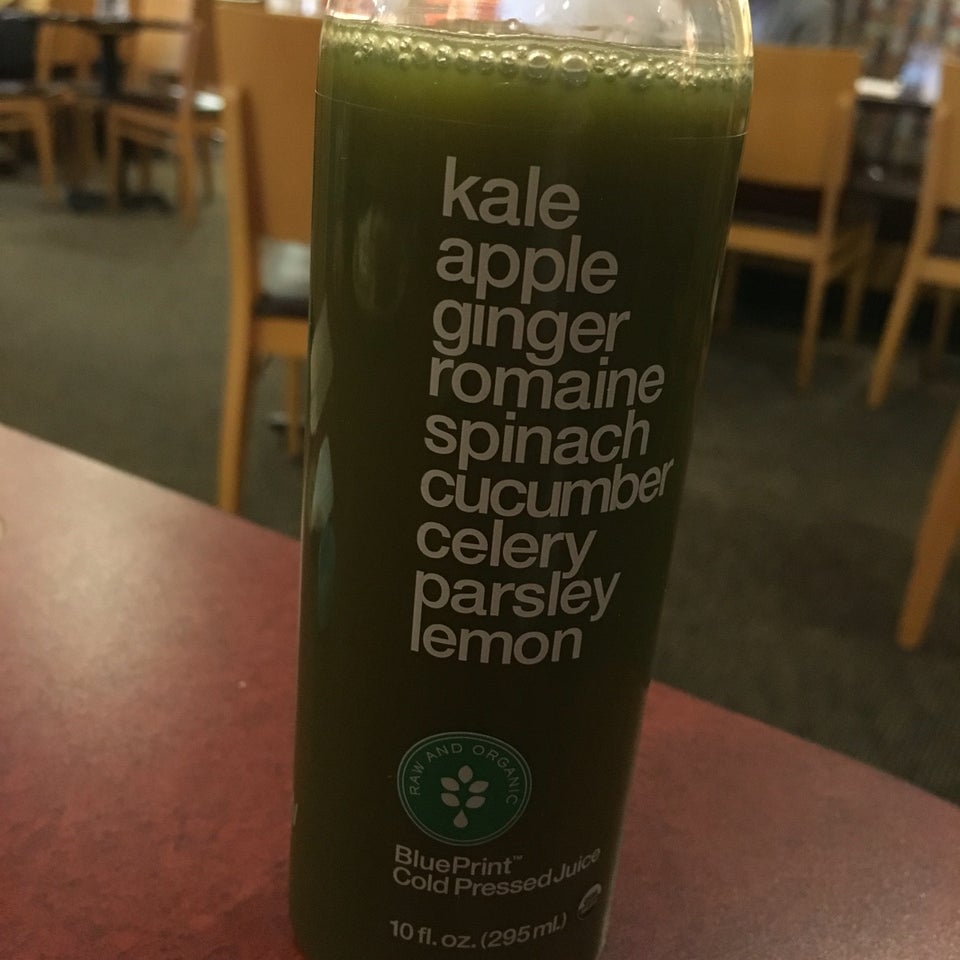 kale
apple
ginger
romaine
spinach
cucumber
celery
parsley
lemon
RAW AND ORGANIC
BluePrint™
Cold Pressed Juice
10 fl. oz. (295 ml.)